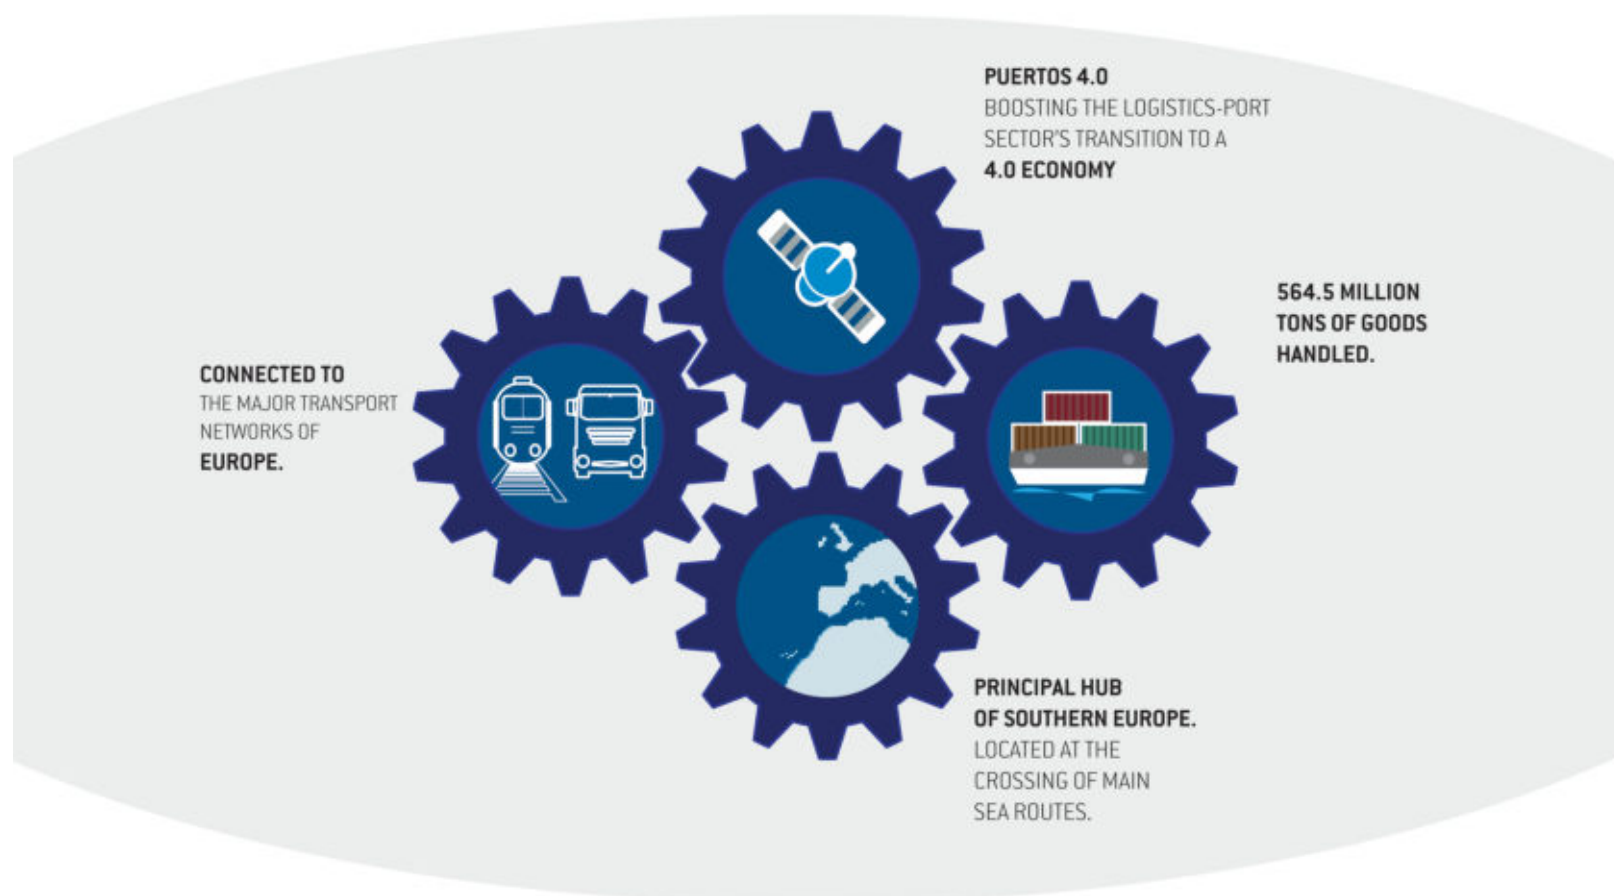 PUERTOS 4.0
BOOSTING THE LOGISTICS-PORT
SECTOR'S TRANSITION TO A
4.0 ECONOMY
564.5 MILLION
TONS OF GOODS
HANDLED.
CONNECTED TO
THE MAJOR TRANSPORT
NETWORKS OF
EUROPE.
PRINCIPAL HUB
OF SOUTHERN EUROPE.
LOCATED AT THE
CROSSING OF MAIN
SEA ROUTES.